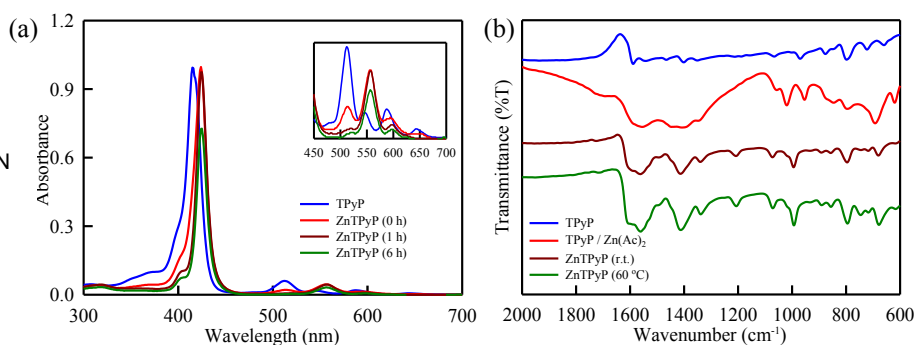 (a)
N
Absorbance
1.2
0.9
0.6
0.3
0.0
300 400 500 600 700
Wavelength (nm)
450 500 550 600 650 700
TPyP
ZnTPyP (0 h)
ZnTPyP (1 h)
ZnTPyP (6 h)
(b)
Transmittance (%T)
TPyP
TPyP / Zn(Ac)₂
ZnTPyP (r.t.)
ZnTPyP (60 ºC)
2000 1800 1600 1400 1200 1000 800 600
Wavenumber (cm⁻¹)